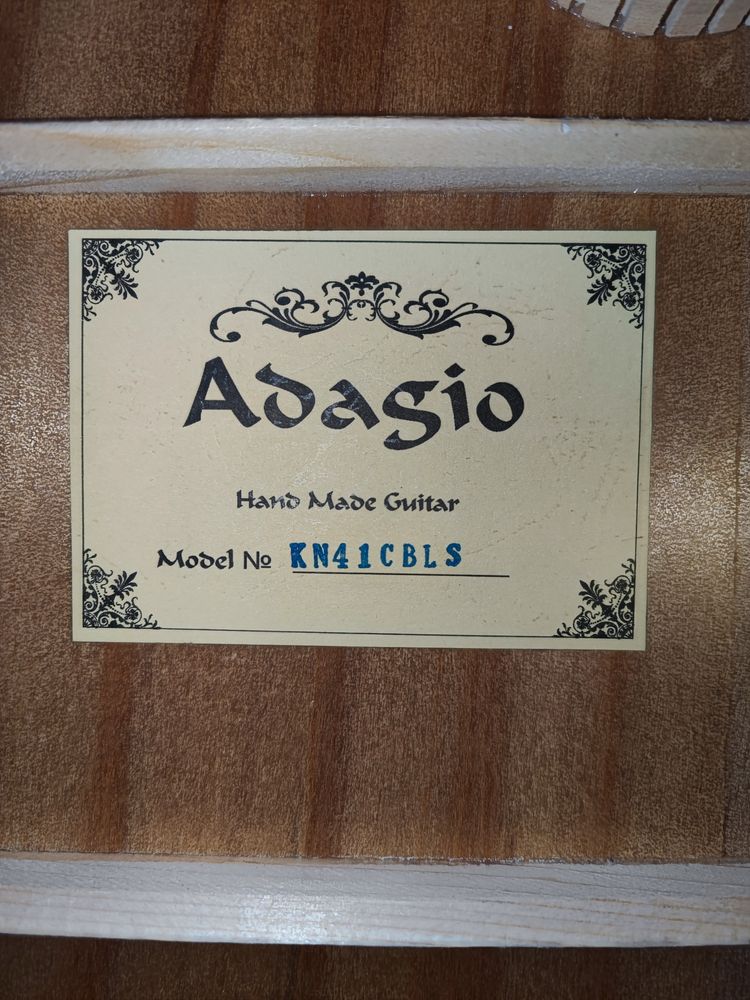 Adagio
Hand Made Guitar
Model № KN41CBLS